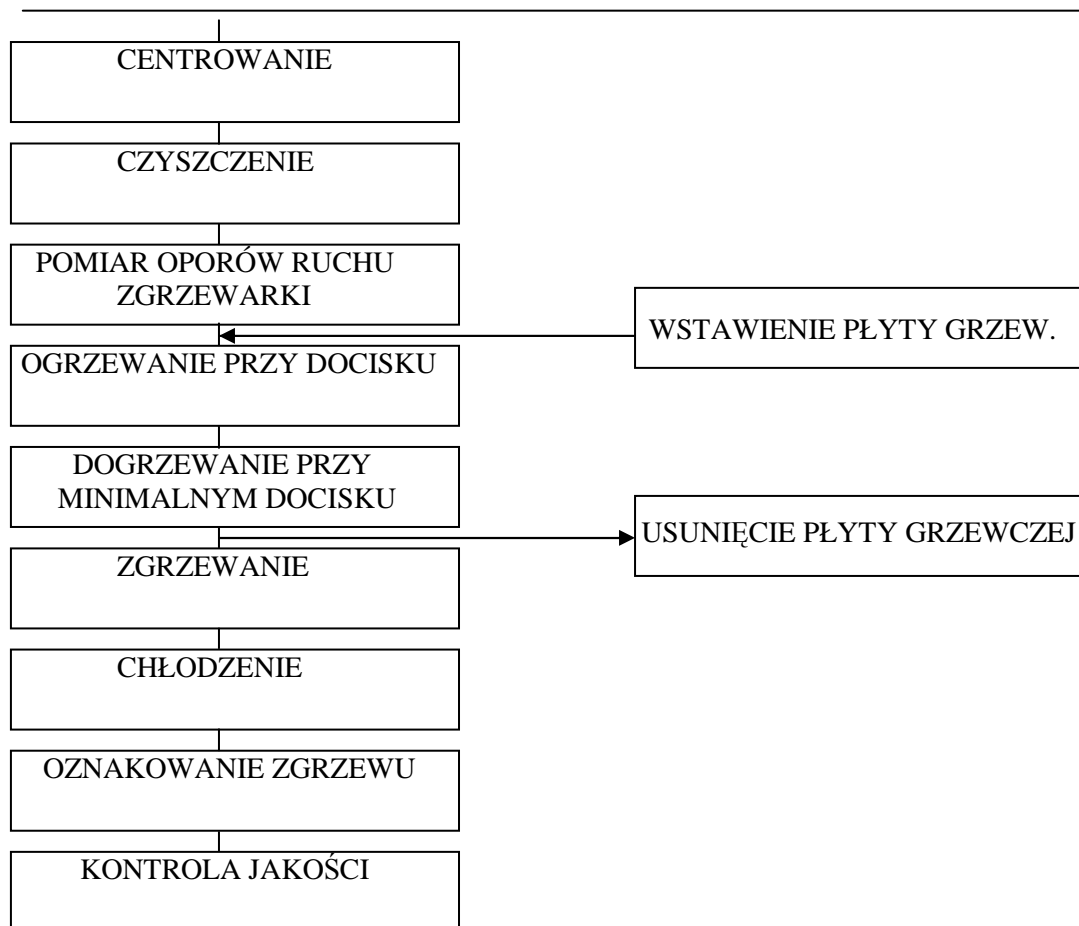 CENTROWANIE
CZYSZCZENIE
POMIAR OPORÓW RUCHU
ZGRZEWARKI
WSTAWIENIE PŁYTY GRZEW.
OGRZEWANIE PRZY DOCISKU
DOGRZEWANIE PRZY
MINIMALNYM DOCISKU
USUNIĘCIE PŁYTY GRZEWCZEJ
ZGRZEWANIE
CHŁODZENIE
OZNAKOWANIE ZGRZEWU
KONTROLA JAKOŚCI